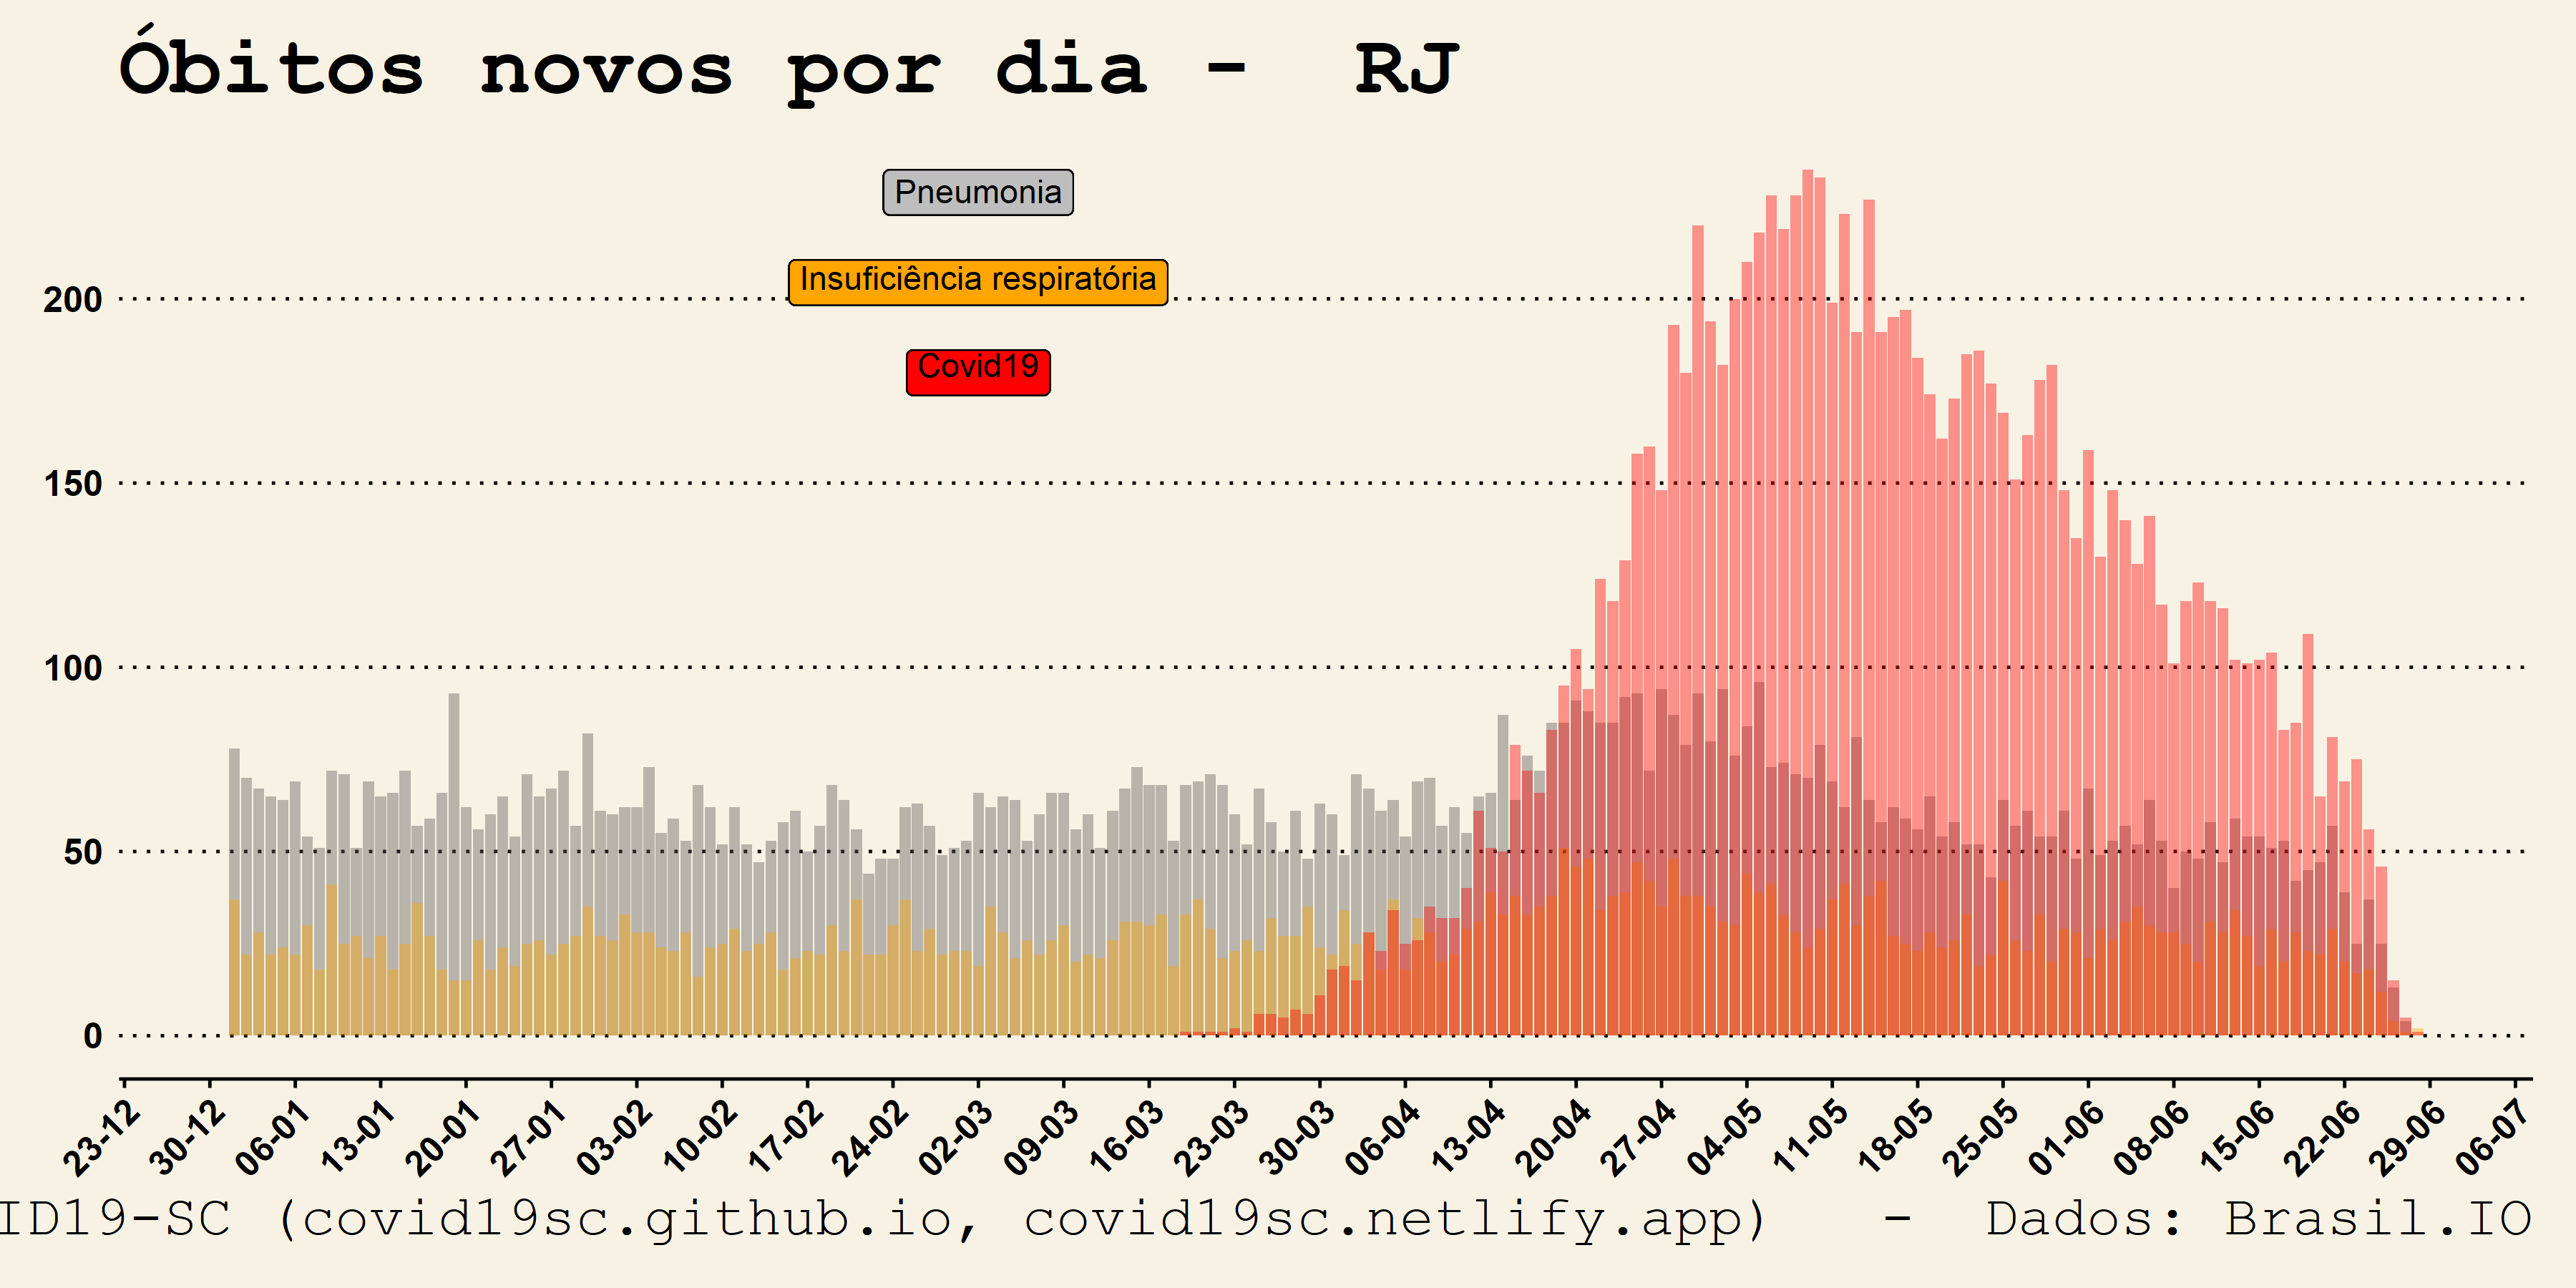 Óbitos novos por dia - RJ
Pneumonia
Insuficiência respiratória
Covid19
200
150
100
50
0
23-12 30-12 06-01 13-01 20-01 27-01 03-02 10-02 17-02 24-02 02-03 09-03 16-03 23-03 30-03 06-04 13-04 20-04 27-04 04-05 11-05 18-05 25-05 01-06 08-06 15-06 22-06 29-06 06-07
ID19-SC (covid19sc.github.io, covid19sc.netlify.app) - Dados: Brasil.IO